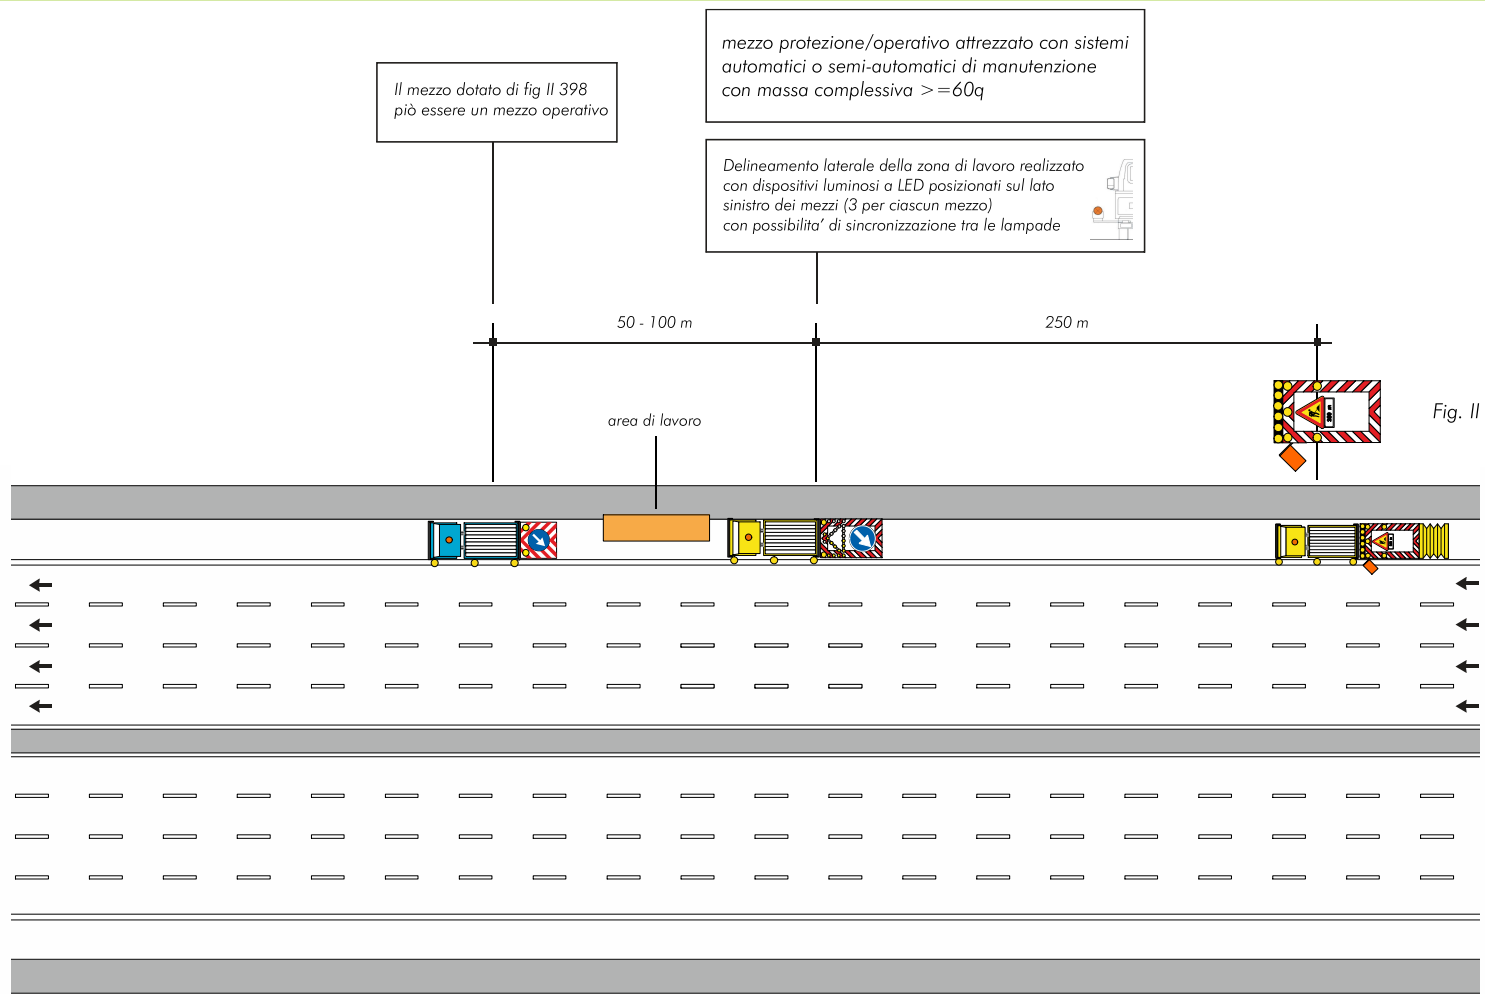 mezzo protezione/operativo attrezzato con sistemi
automatici o semi-automatici di manutenzione
con massa complessiva >=60q
Il mezzo dotato di fig II 398
piò essere un mezzo operativo
Delineamento laterale della zona di lavoro realizzato
con dispositivi luminosi a LED posizionati sul lato
sinistro dei mezzi (3 per ciascun mezzo)
con possibilita' di sincronizzazione tra le lampade
50 - 100 m
250 m
Fig. II
area di lavoro